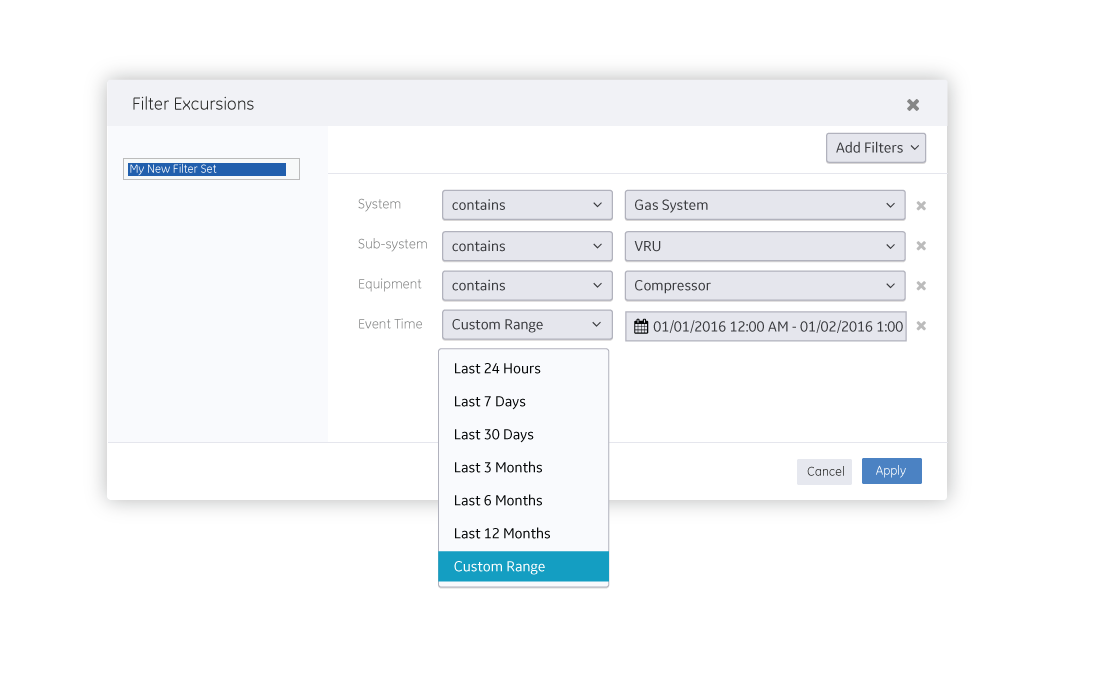 Filter Excursions
Add Filters
My New Filter Set
System contains Gas System
Sub-system contains VRU
Equipment contains Compressor
Event Time Custom Range 01/01/2016 12:00 AM - 01/02/2016 1:00
Last 24 Hours
Last 7 Days
Last 30 Days
Last 3 Months
Cancel Apply
Last 6 Months
Last 12 Months
Custom Range